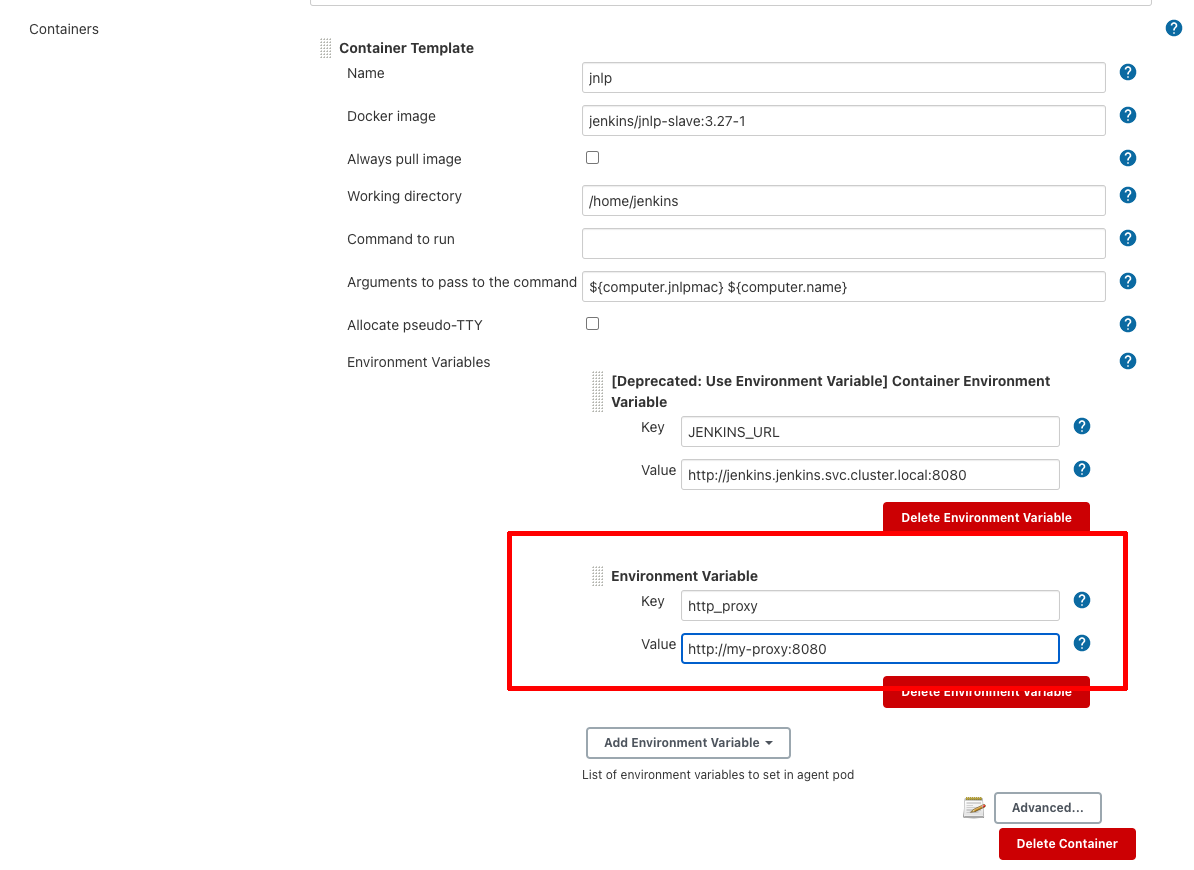 Containers
Container Template
Name
jnlp
Docker image
jenkins/jnlp-slave:3.27-1
Always pull image
Working directory
/home/jenkins
Command to run
Arguments to pass to the command
${computer.jnlpmac} ${computer.name}
Allocate pseudo-TTY
Environment Variables
[Deprecated: Use Environment Variable] Container Environment
Variable
Key
JENKINS_URL
Value
http://jenkins.jenkins.svc.cluster.local:8080
Delete Environment Variable
Environment Variable
Key
http_proxy
Value
http://my-proxy:8080
Delete Environment Variable
Add Environment Variable
List of environment variables to set in agent pod
Advanced...
Delete Container